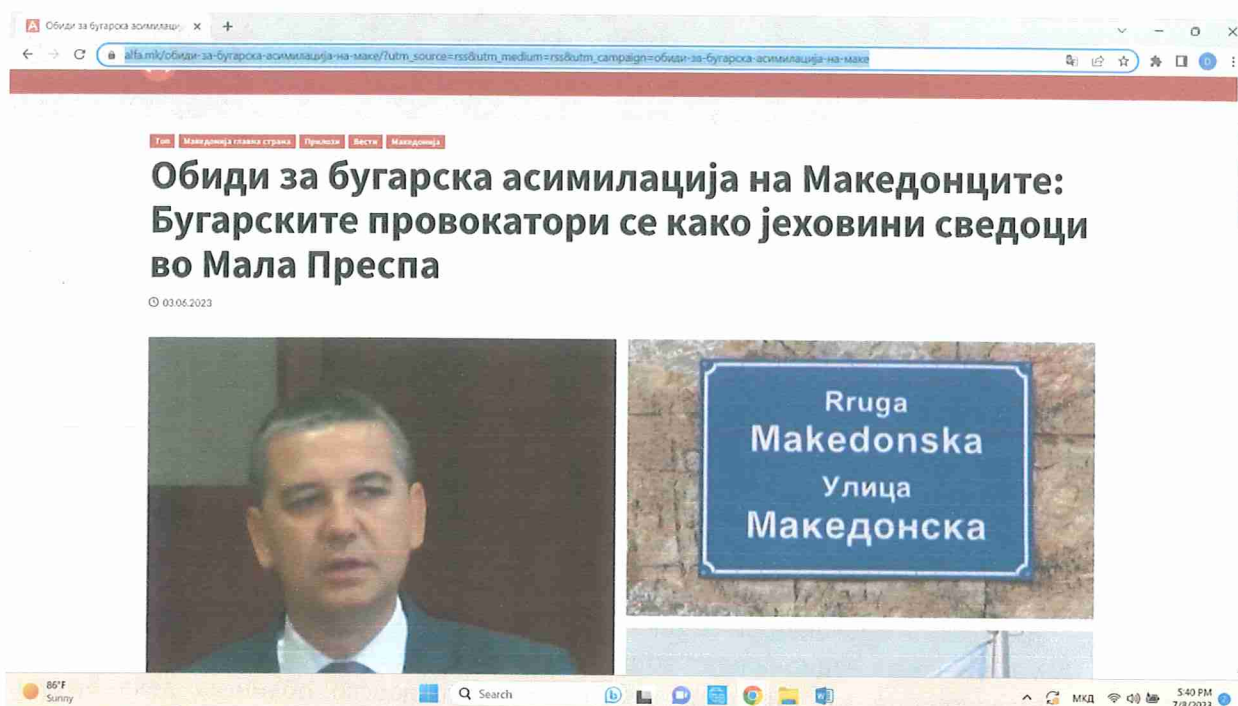 Обиди за бугарска асимилациј
alfa.mk/обиди-за-бугарска-асимилација-на-маке/?utm_source=rss&utm_medium=rss&utm_campaign=обиди-за-бугарска-асимилација-на-маке
Топ Македонија главна страна Прилози Вести Македонија
Обиди за бугарска асимилација на Македонците:
Бугарските провокатори се како јеховини сведоци
во Мала Преспа
03.06.2023
Rruga
Makedonska
Улица
Македонска
86°F
Sunny
Search
МКД
5:40 PM